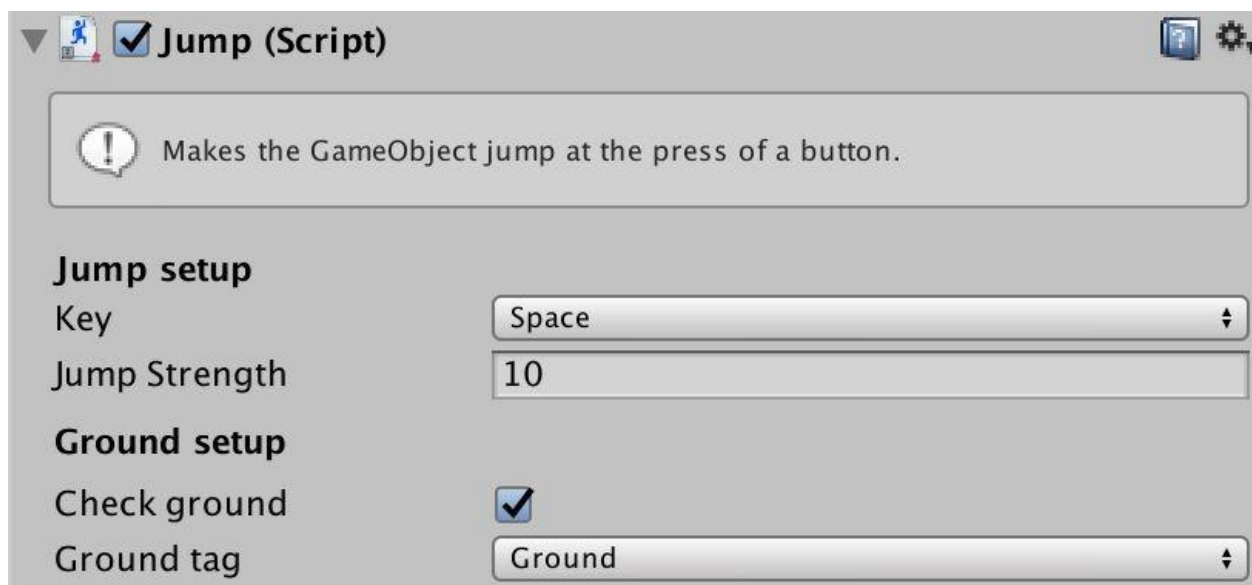 Jump (Script)
Makes the GameObject jump at the press of a button.
Jump setup
Key Space
Jump Strength 10
Ground setup
Check ground
Ground tag Ground